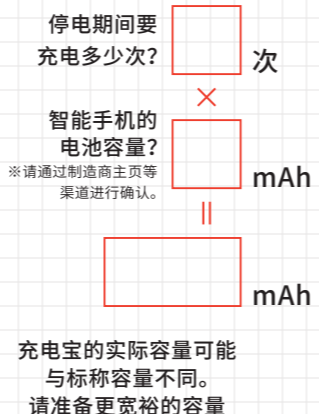 停电期间要
充电多少次？
次
×
智能手机的
电池容量？
※请通过制造商主页等
渠道进行确认。
mAh
=
mAh
充电宝的实际容量可能
与标称容量不同。
请准备更宽裕的容量